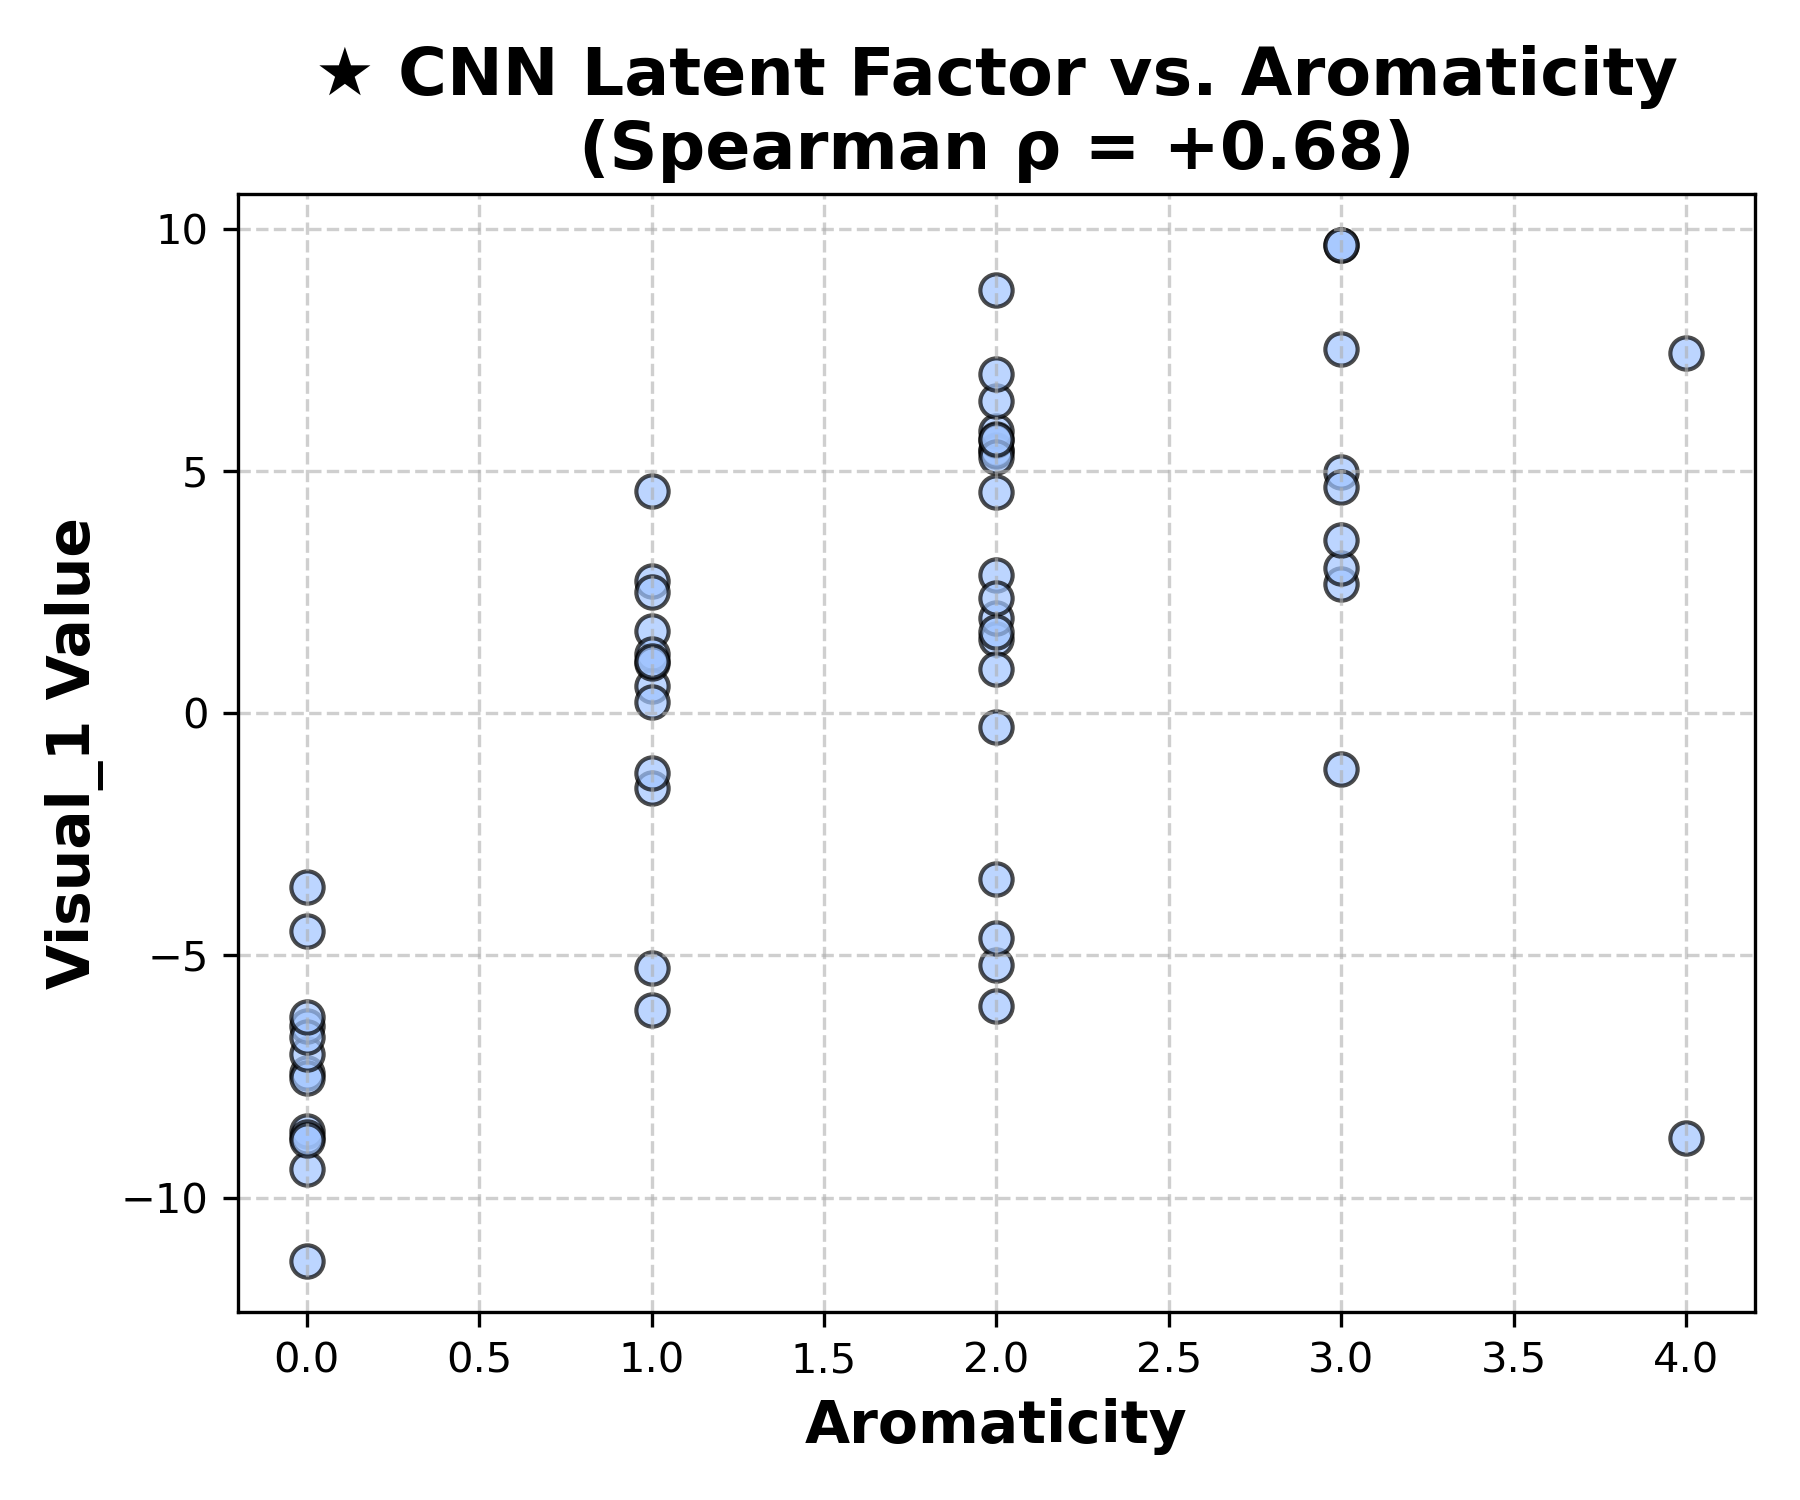 ★ CNN Latent Factor vs. Aromaticity
(Spearman ρ = +0.68)
10
5
0
−5
−10
Visual_1 Value
0.0 0.5 1.0 1.5 2.0 2.5 3.0 3.5 4.0
Aromaticity